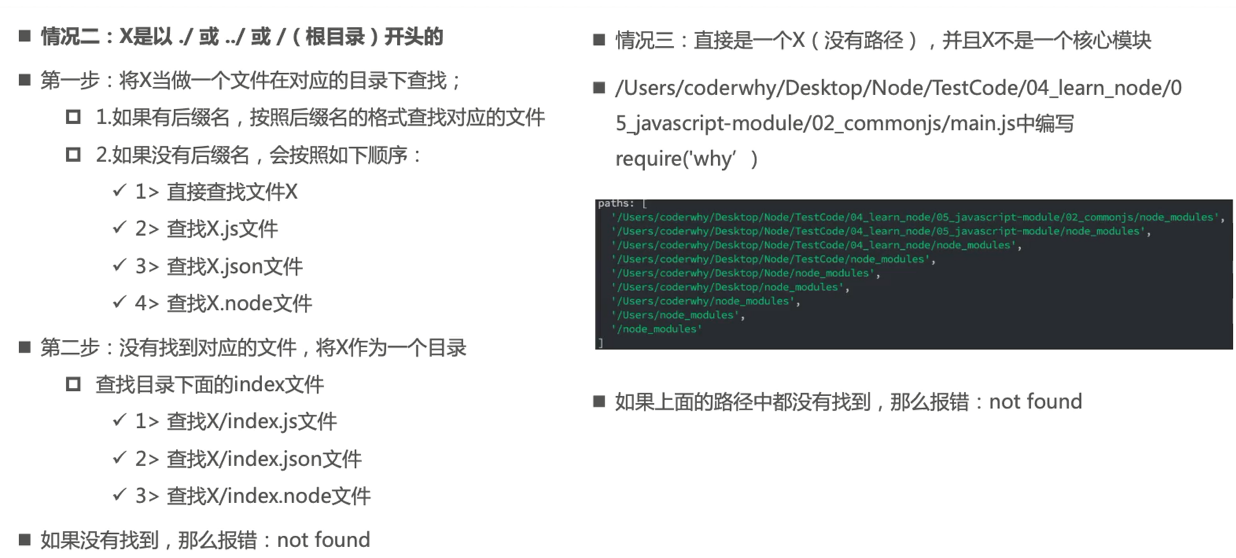 情况二：X是以 ./ 或 ../ 或 /（根目录）开头的
第一步：将X当做一个文件在对应的目录下查找；
1.如果有后缀名，按照后缀名的格式查找对应的文件
2.如果没有后缀名，会按照如下顺序：
1> 直接查找文件X
2> 查找X.js文件
3> 查找X.json文件
4> 查找X.node文件
第二步：没有找到对应的文件，将X作为一个目录
查找目录下面的index文件
1> 查找X/index.js文件
2> 查找X/index.json文件
3> 查找X/index.node文件
如果没有找到，那么报错：not found
情况三：直接是一个X（没有路径），并且X不是一个核心模块
/Users/coderwhy/Desktop/Node/TestCode/04_learn_node/0
5_javascript-module/02_commonjs/main.js中编写
require('why’)
paths: [
'/Users/coderwhy/Desktop/Node/TestCode/04_learn_node/05_javascript-module/02_commonjs/node_modules',
'/Users/coderwhy/Desktop/Node/TestCode/04_learn_node/05_javascript-module/node_modules',
'/Users/coderwhy/Desktop/Node/TestCode/04_learn_node/node_modules',
'/Users/coderwhy/Desktop/Node/TestCode/node_modules',
'/Users/coderwhy/Desktop/Node/node_modules',
'/Users/coderwhy/Desktop/node_modules',
'/Users/coderwhy/node_modules',
'/Users/node_modules',
'/node_modules'
]
如果上面的路径中都没有找到，那么报错：not found